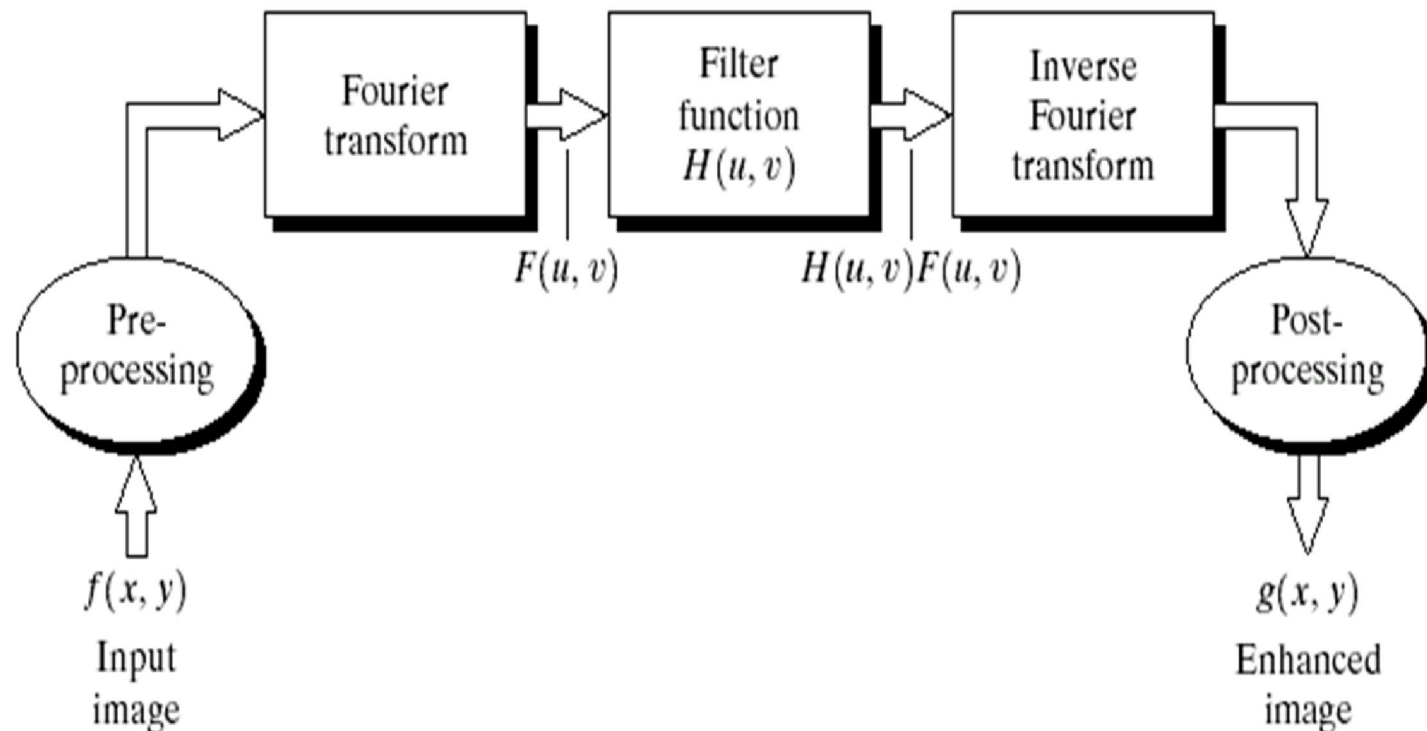 Fourier
transform
Filter
function
H(u, v)
Inverse
Fourier
transform
F(u, v)
H(u, v)F(u, v)
Pre-
processing
Post-
processing
f(x, y)
Input
image
g(x, y)
Enhanced
image